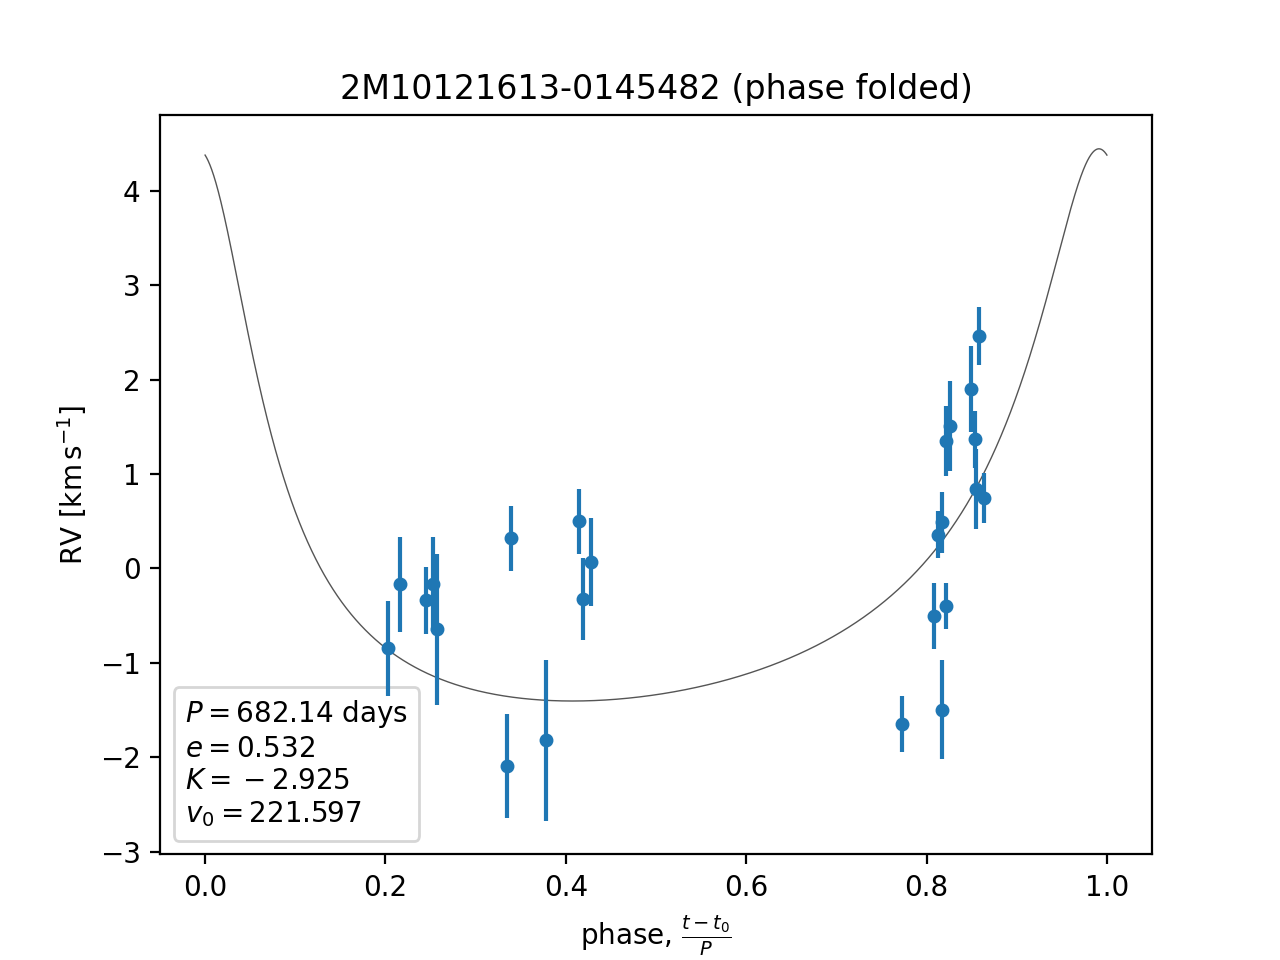 2M10121613-0145482 (phase folded)
4
3
2
1
0
−1
−2
−3
RV [km s⁻¹]
P = 682.14 days
e = 0.532
K = −2.925
v₀ = 221.597
0.0 0.2 0.4 0.6 0.8 1.0
phase, (t − t₀)/P